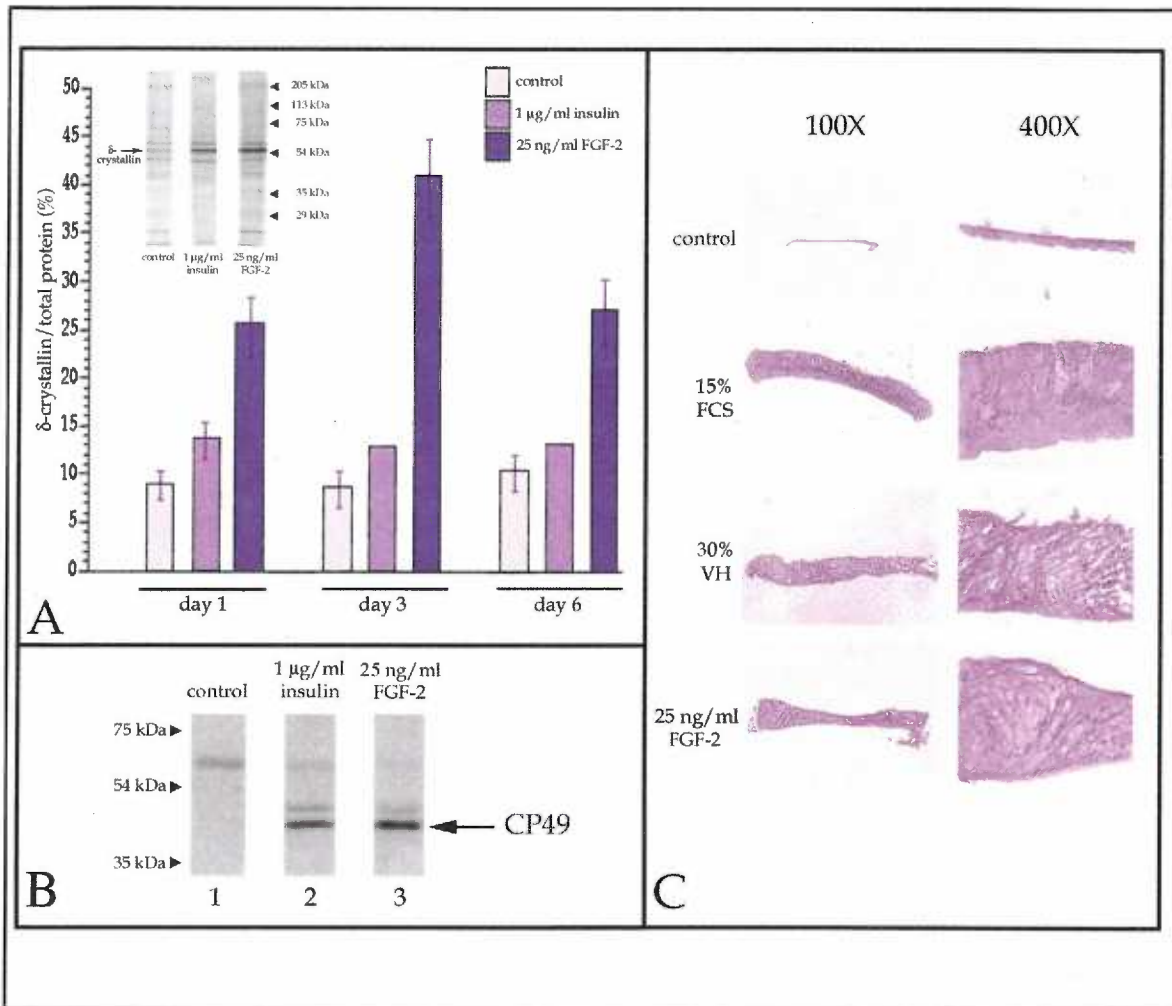 A
50
45
40
35
30
25
20
15
10
5
0
δ-crystallin/total protein (%)
δ-
crystallin
205 kDa
113 kDa
75 kDa
54 kDa
35 kDa
29 kDa
control
1 µg/ml
insulin
25 ng/ml
FGF-2
control
1 µg/ml insulin
25 ng/ml FGF-2
day 1
day 3
day 6
B
control
1 µg/ml
insulin
25 ng/ml
FGF-2
75 kDa
54 kDa
35 kDa
CP49
1
2
3
C
100X
400X
control
15%
FCS
30%
VH
25 ng/ml
FGF-2